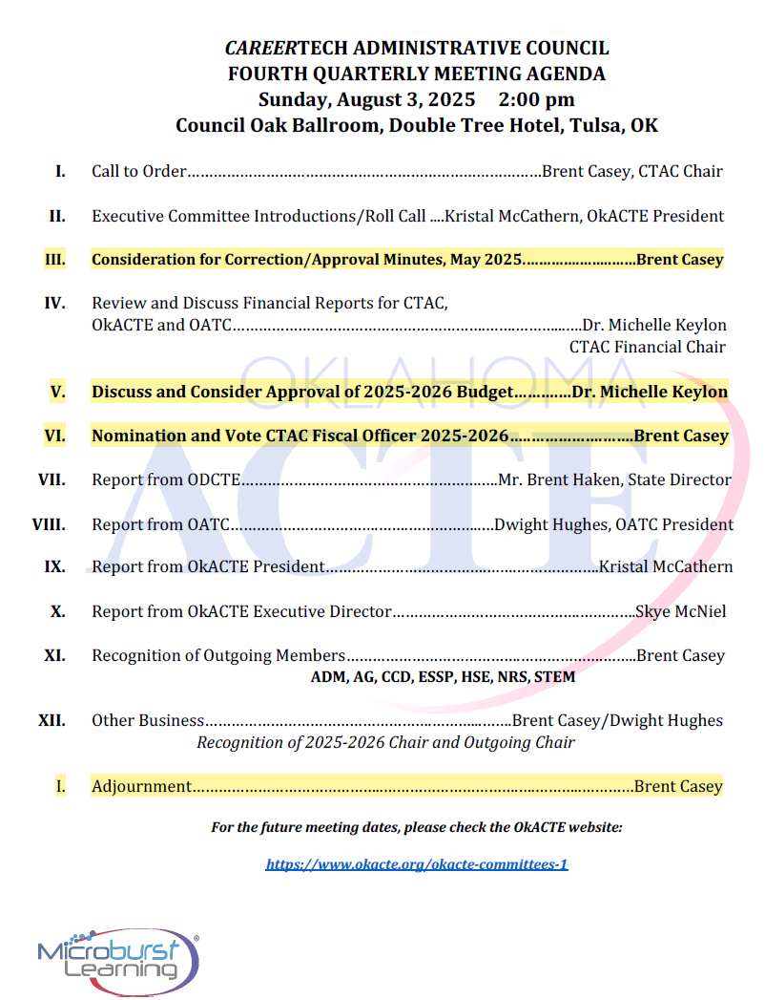 CAREERTECH ADMINISTRATIVE COUNCIL
FOURTH QUARTERLY MEETING AGENDA
Sunday, August 3, 2025 2:00 pm
Council Oak Ballroom, Double Tree Hotel, Tulsa, OK
I. Call to Order……………………………………………………………………Brent Casey, CTAC Chair
II. Executive Committee Introductions/Roll Call ....Kristal McCathern, OkACTE President
III. Consideration for Correction/Approval Minutes, May 2025.……………………Brent Casey
IV. Review and Discuss Financial Reports for CTAC,
OkACTE and OATC……………………………………………………………………Dr. Michelle Keylon
CTAC Financial Chair
OKLAHOMA
V. Discuss and Consider Approval of 2025-2026 Budget…………Dr. Michelle Keylon
VI. Nomination and Vote CTAC Fiscal Officer 2025-2026……………………….Brent Casey
ACTE
VII. Report from ODCTE………………………………………………….Mr. Brent Haken, State Director
VIII. Report from OATC…………………………………………………Dwight Hughes, OATC President
IX. Report from OkACTE President……………………………………………………Kristal McCathern
X. Report from OkACTE Executive Director………………………………………………Skye McNiel
XI. Recognition of Outgoing Members………………………………………………………..Brent Casey
ADM, AG, CCD, ESSP, HSE, NRS, STEM
XII. Other Business…………………………………………………………Brent Casey/Dwight Hughes
Recognition of 2025-2026 Chair and Outgoing Chair
I. Adjournment……………………………………………………………………………………Brent Casey
For the future meeting dates, please check the OkACTE website:
https://www.okacte.org/okacte-committees-1
Microburst ®
Learning